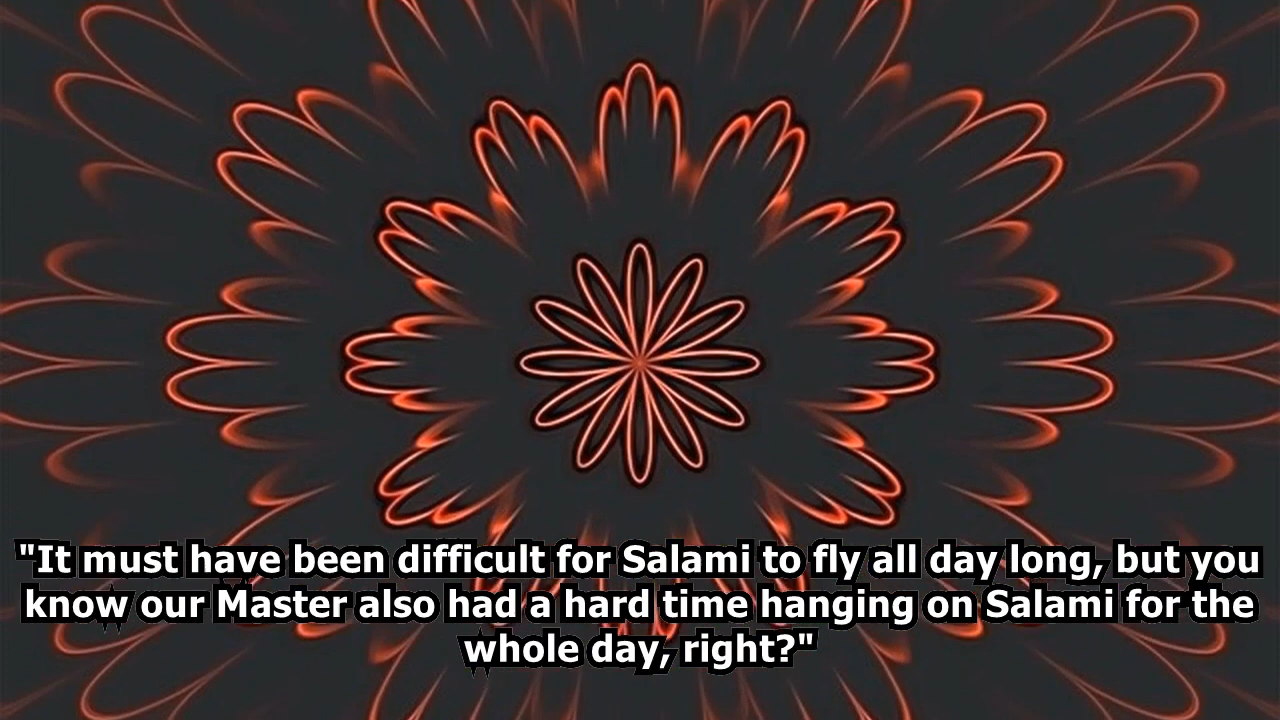 "It must have been difficult for Salami to fly all day long, but you
know our Master also had a hard time hanging on Salami for the
whole day, right?"